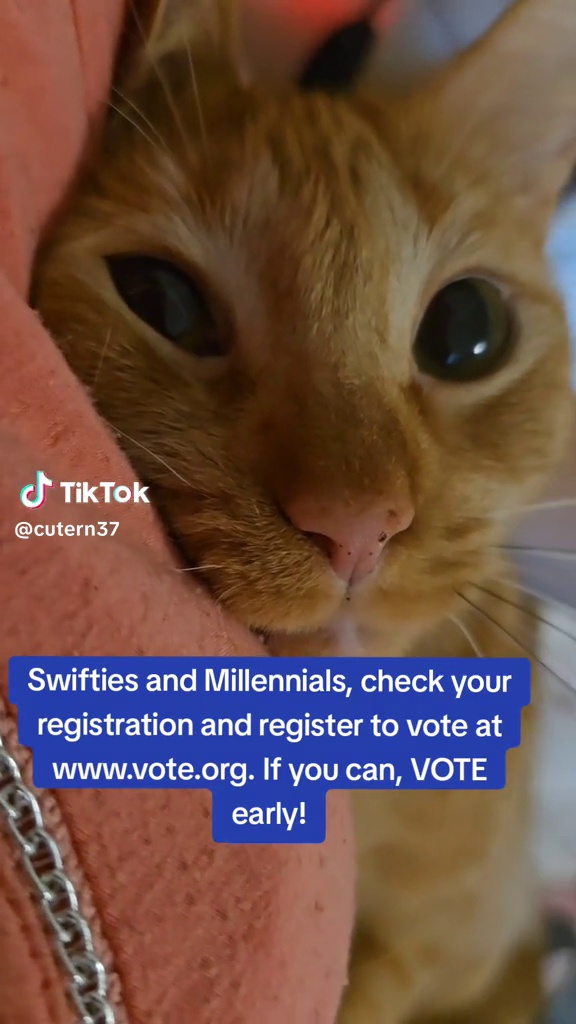 TikTok
@cutern37
Swifties and Millennials, check your
registration and register to vote at
www.vote.org. If you can, VOTE
early!